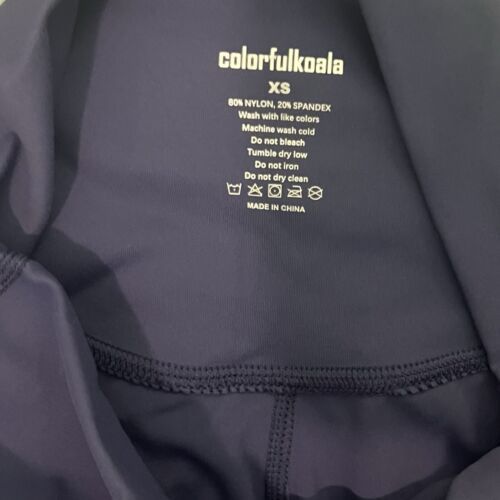 colorfulkoala
XS
80% NYLON, 20% SPANDEX
Wash with like colors
Machine wash cold
Do not bleach
Tumble dry low
Do not iron
Do not dry clean
MADE IN CHINA